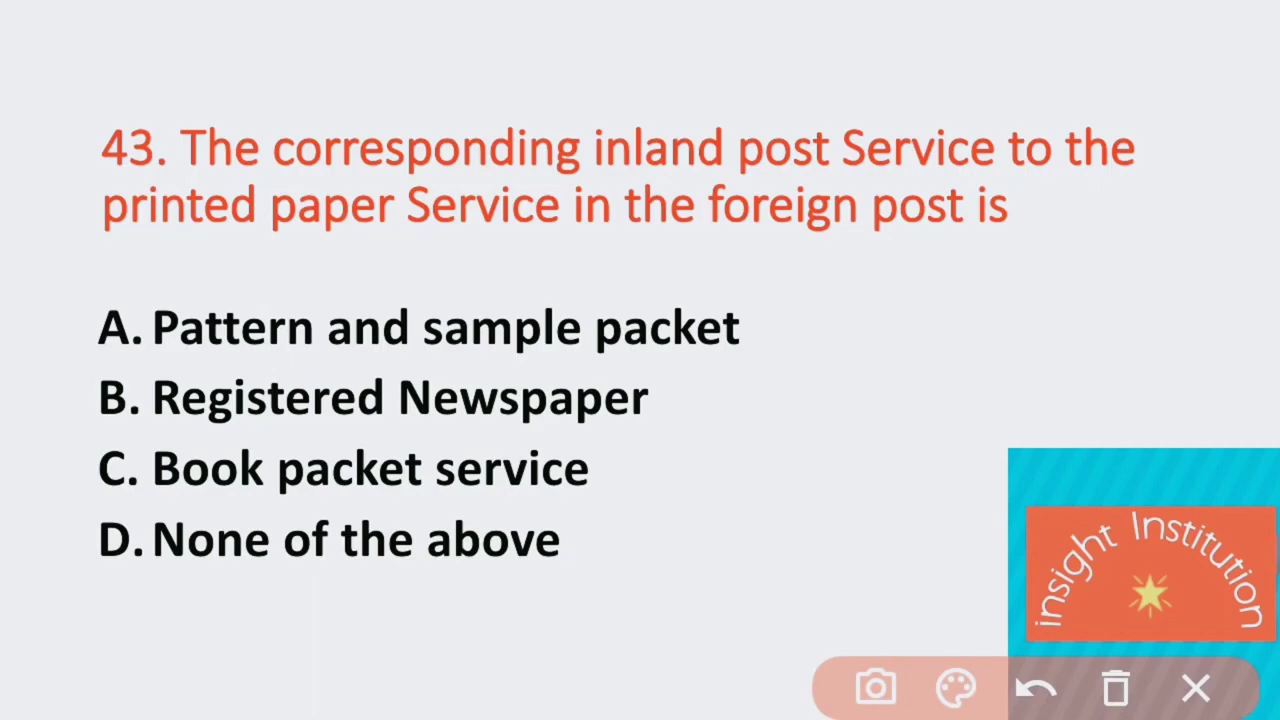 43. The corresponding inland post Service to the
printed paper Service in the foreign post is
A. Pattern and sample packet
B. Registered Newspaper
C. Book packet service
D. None of the above
insight Institution